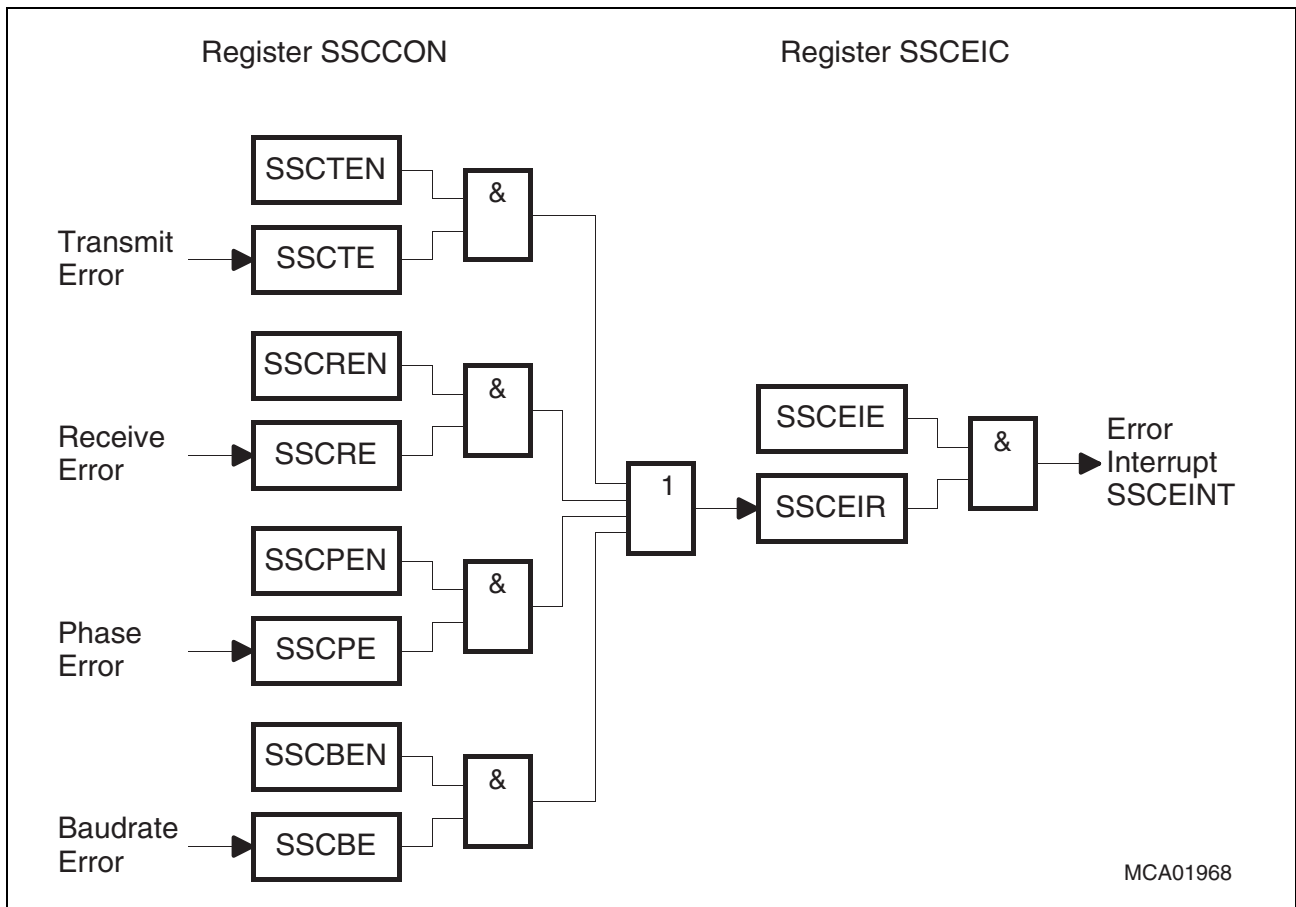 Register SSCCON
Register SSCEIC
SSCTEN
&
Transmit
Error
SSCTE
SSCREN
&
Receive
Error
SSCRE
SSCPEN
&
Phase
Error
SSCPE
SSCBEN
&
Baudrate
Error
SSCBE
1
SSCEIE
SSCEIR
&
Error
Interrupt
SSCEINT
MCA01968